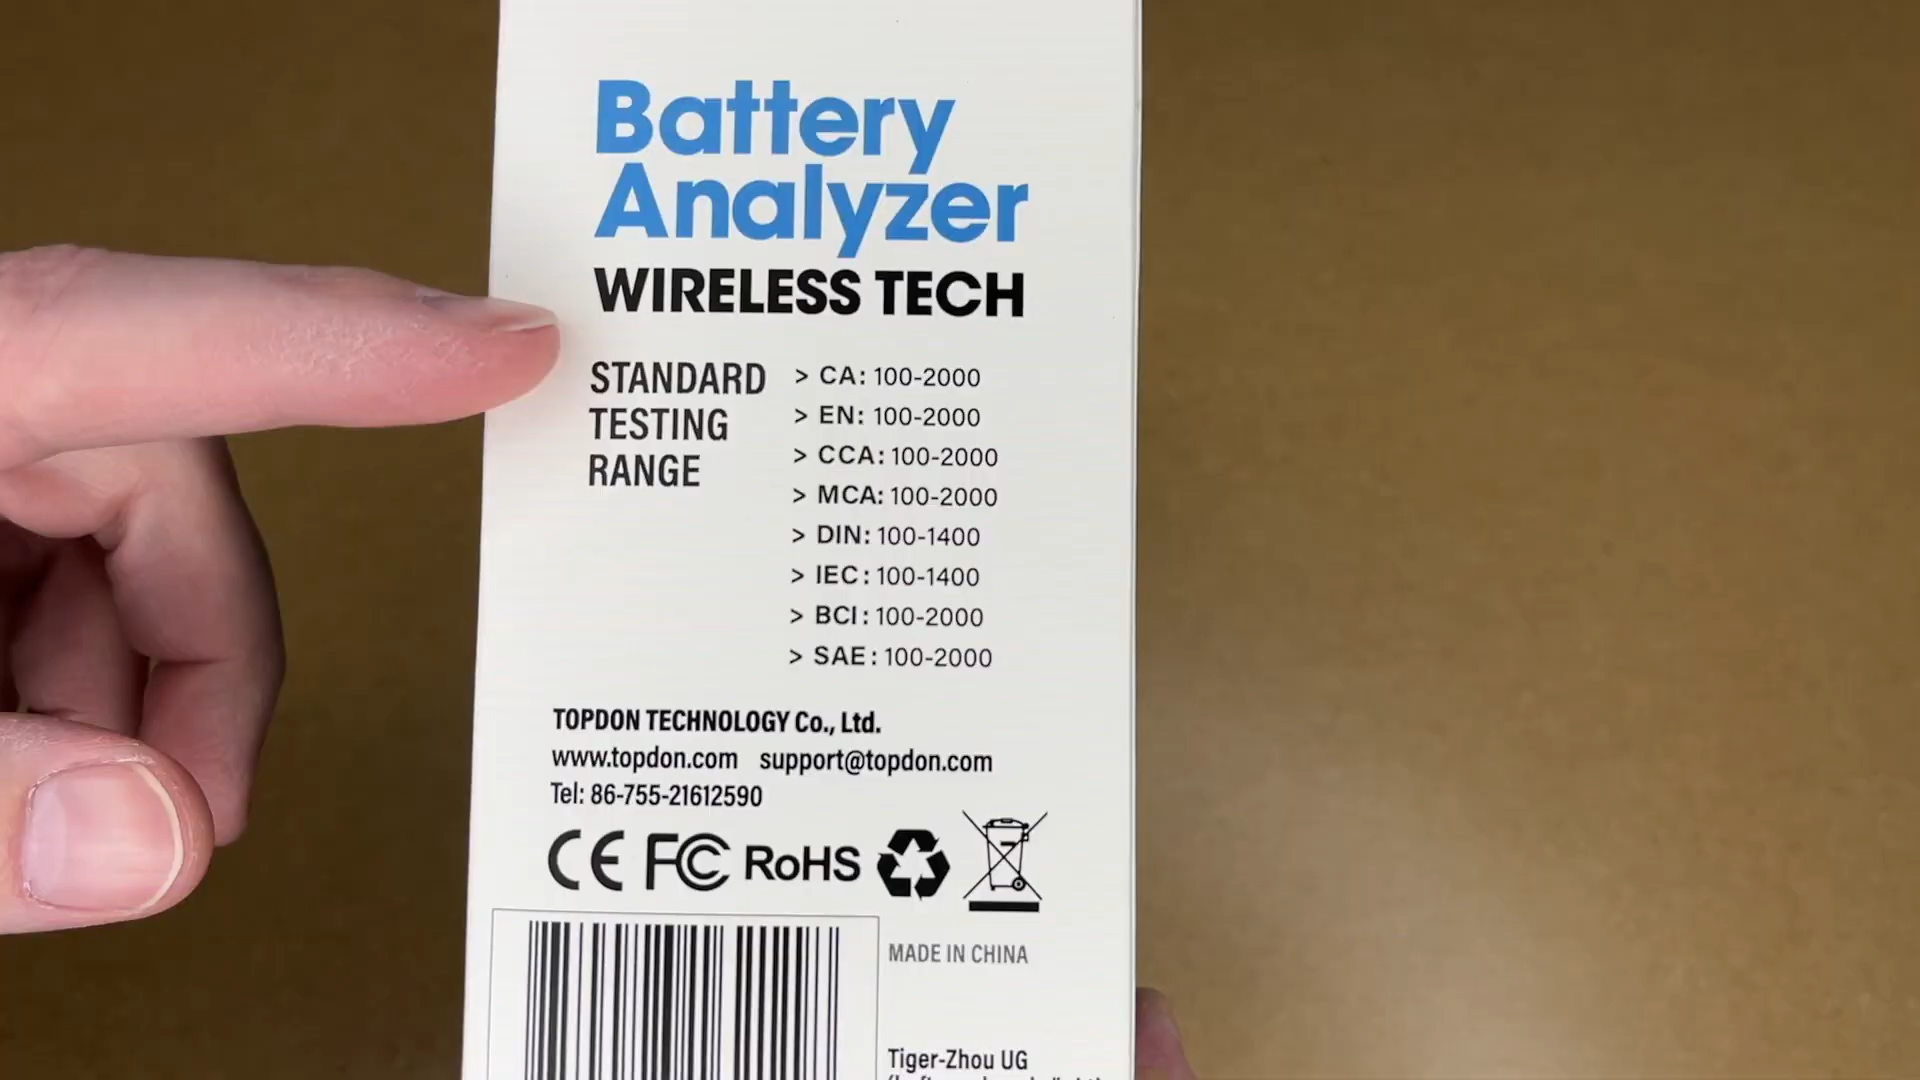 Battery
Analyzer
WIRELESS TECH
STANDARD
TESTING
RANGE
> CA: 100-2000
> EN: 100-2000
> CCA: 100-2000
> MCA: 100-2000
> DIN: 100-1400
> IEC: 100-1400
> BCI: 100-2000
> SAE: 100-2000
TOPDON TECHNOLOGY Co., Ltd.
www.topdon.com support@topdon.com
Tel: 86-755-21612590
CE FC RoHS
MADE IN CHINA
Tiger-Zhou UG